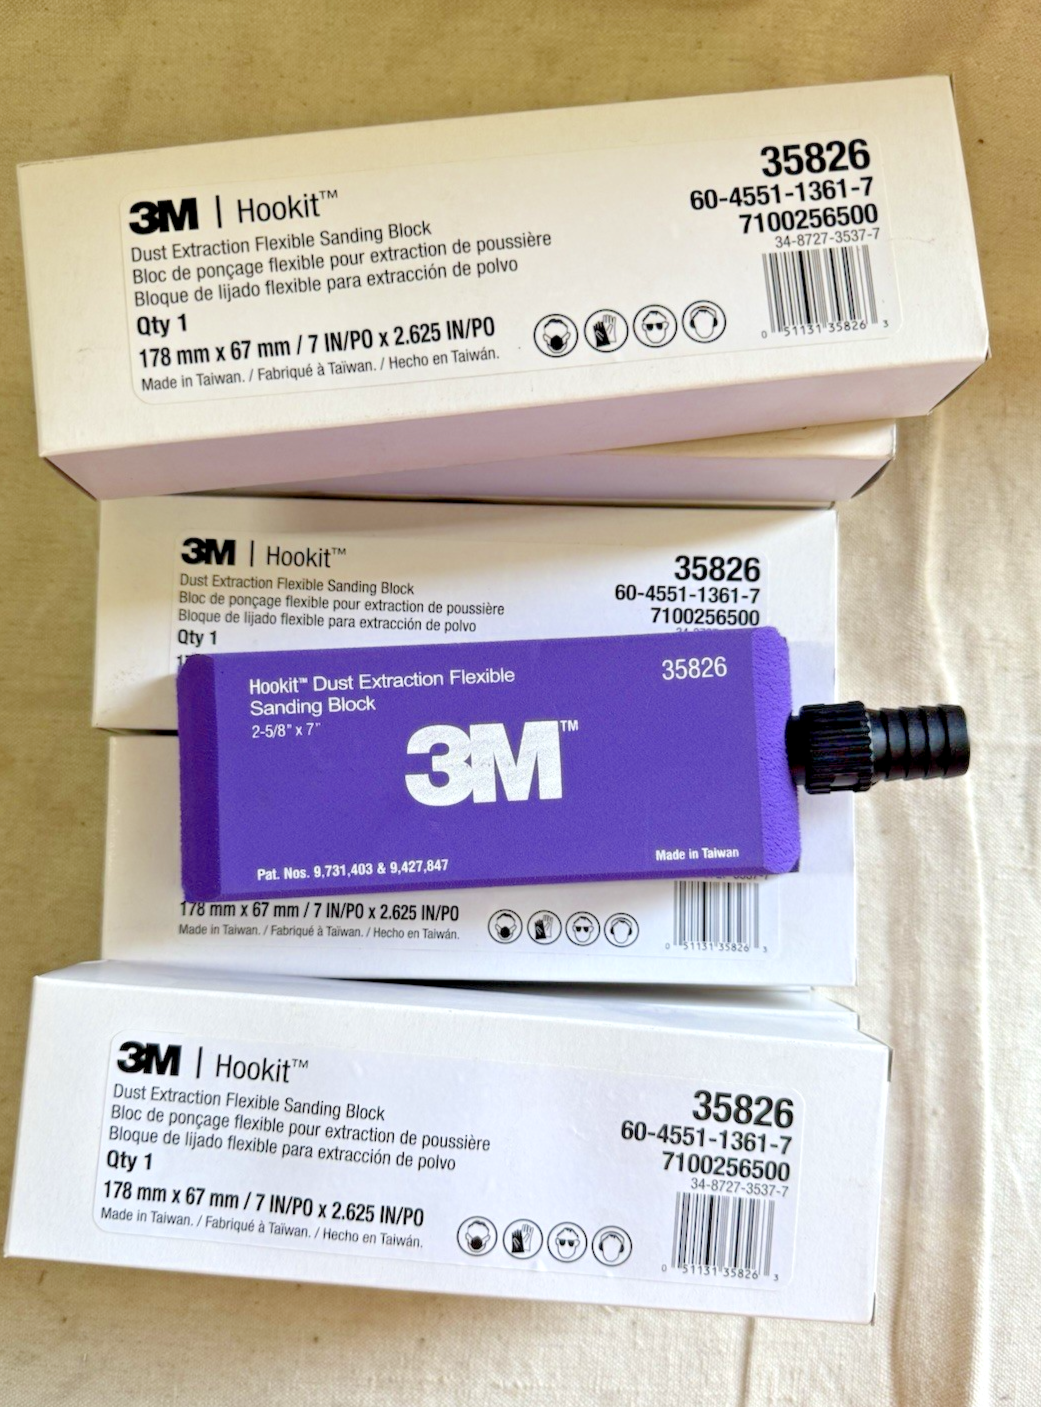 3M | Hookit™
Dust Extraction Flexible Sanding Block
Bloc de ponçage flexible pour extraction de poussière
Bloque de lijado flexible para extracción de polvo
Qty 1
178 mm x 67 mm / 7 IN/PO x 2.625 IN/PO
Made in Taiwan. / Fabriqué à Taïwan. / Hecho en Taiwán.
35826
60-4551-1361-7
7100256500
34-8727-3537-7
0 51131 35826 3
3M | Hookit™
Dust Extraction Flexible Sanding Block
Bloc de ponçage flexible pour extraction de poussière
Bloque de lijado flexible para extracción de polvo
Qty 1
35826
60-4551-1361-7
7100256500
Hookit™ Dust Extraction Flexible
Sanding Block
2-5/8" x 7"
35826
3M™
Pat. Nos. 9,731,403 & 9,427,847
Made in Taiwan
178 mm x 67 mm / 7 IN/PO x 2.625 IN/PO
Made in Taiwan. / Fabriqué à Taïwan. / Hecho en Taiwán.
0 51131 35826 3
3M | Hookit™
Dust Extraction Flexible Sanding Block
Bloc de ponçage flexible pour extraction de poussière
Bloque de lijado flexible para extracción de polvo
Qty 1
178 mm x 67 mm / 7 IN/PO x 2.625 IN/PO
Made in Taiwan. / Fabriqué à Taïwan. / Hecho en Taiwán.
35826
60-4551-1361-7
7100256500
34-8727-3537-7
0 51131 35826 3